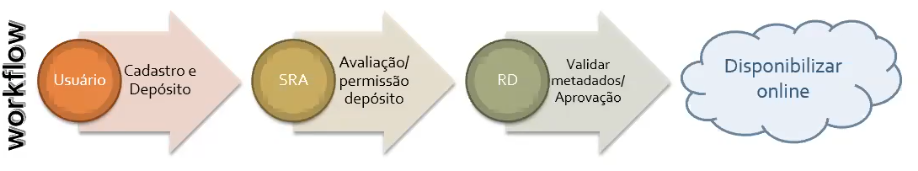 workflow
Usuário
Cadastro e
Depósito
SRA
Avaliação/
permissão
depósito
RD
Validar
metadados/
Aprovação
Disponibilizar
online